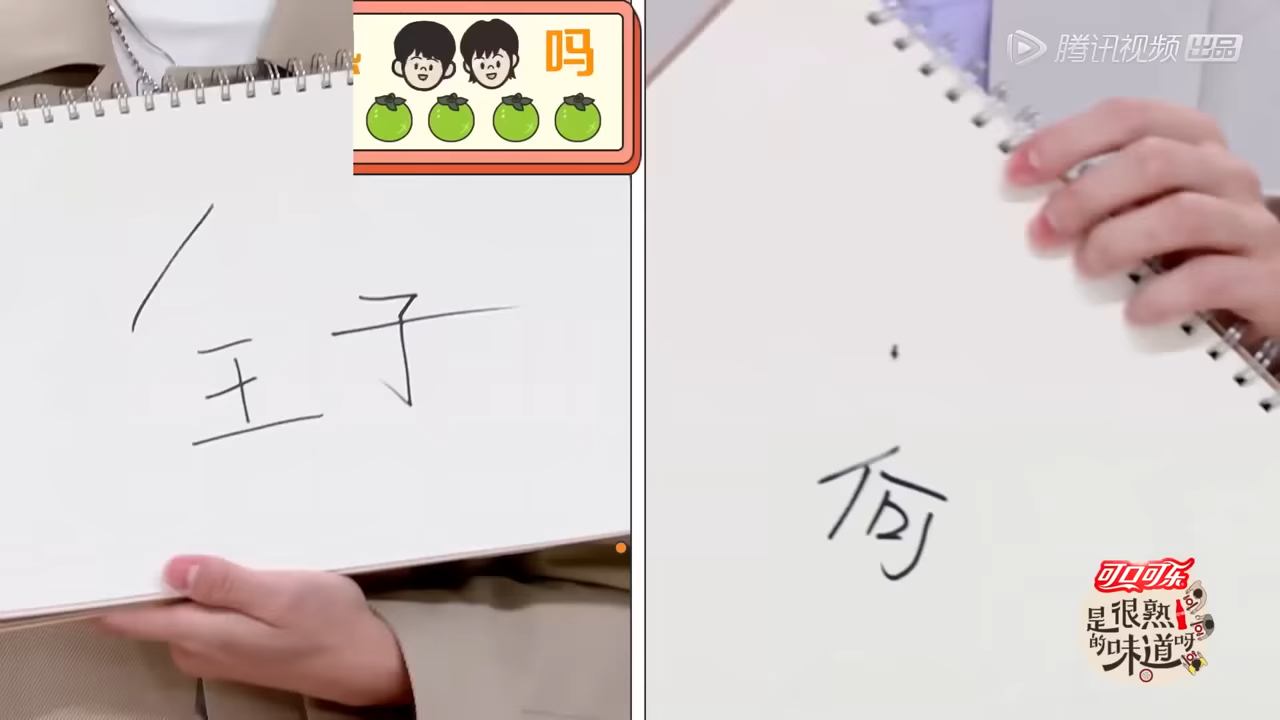 吗
腾讯视频 出品
王子
何
可口可乐
是很熟
的味道呀